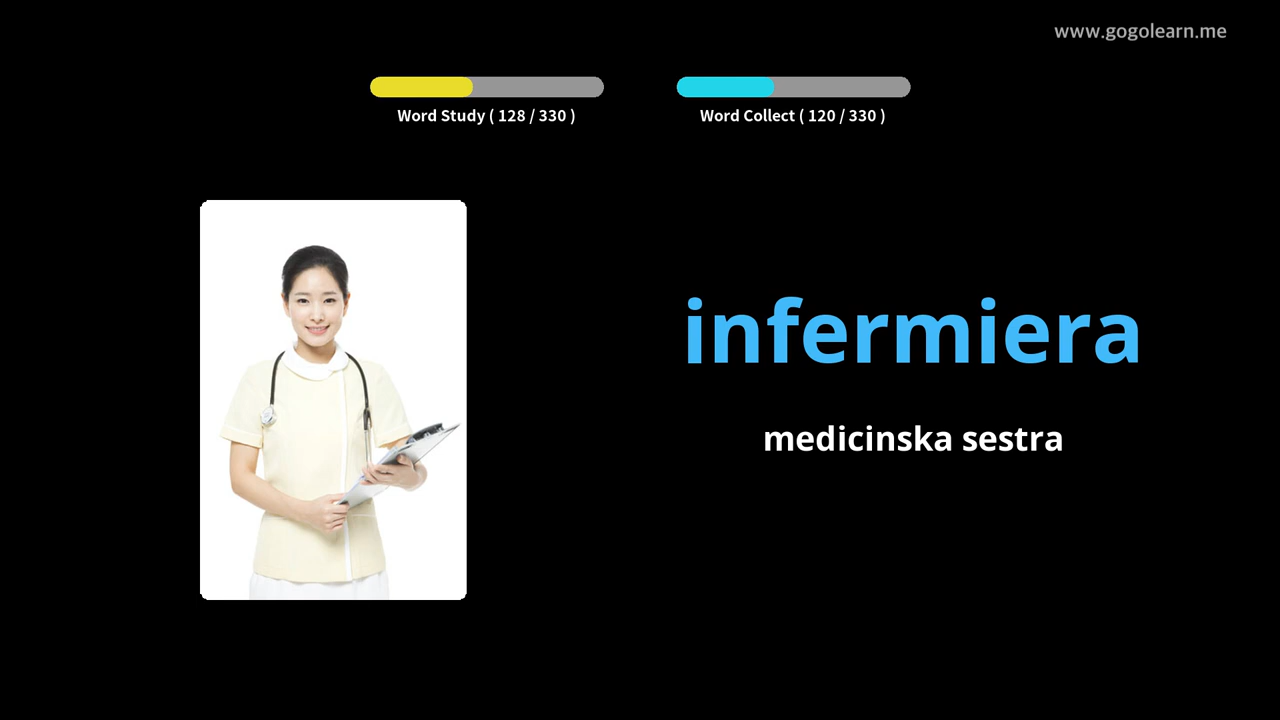 www.gogolearn.me
Word Study ( 128 / 330 )
Word Collect ( 120 / 330 )
infermiera
medicinska sestra